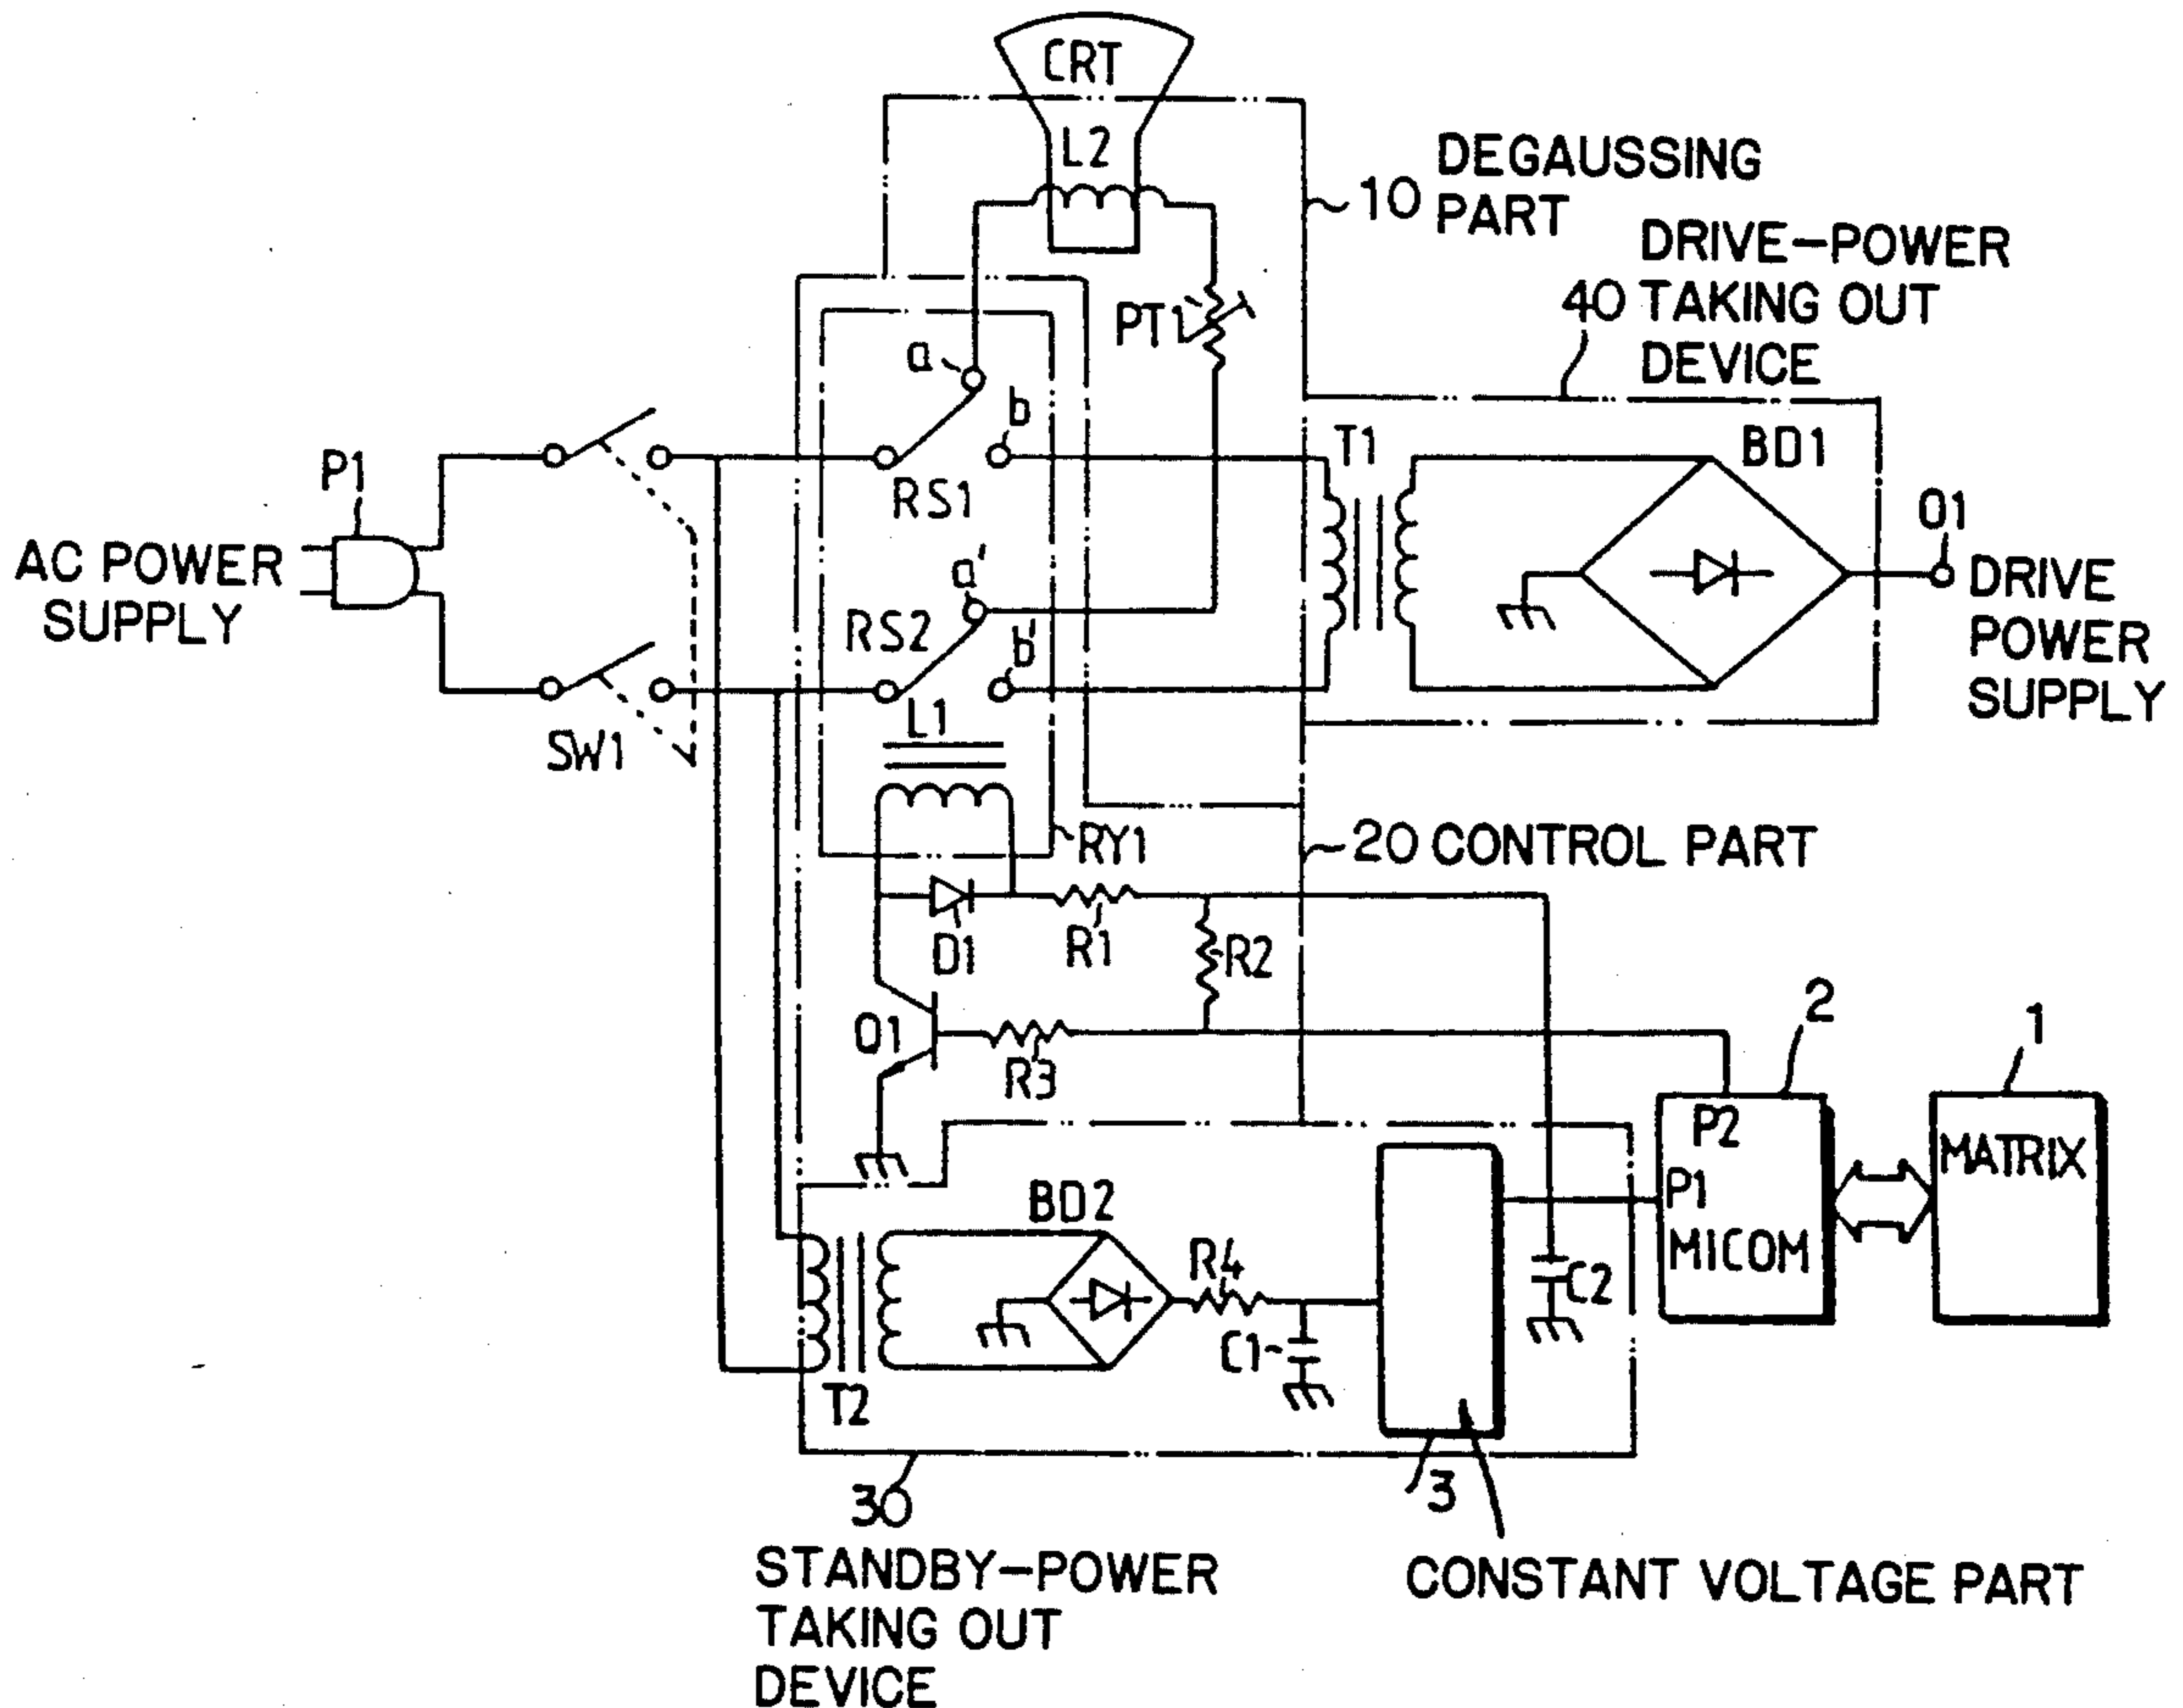 CRT
L2
10 DEGAUSSING
PART
DRIVE-POWER
40 TAKING OUT
DEVICE
PT1
a
b
P1
RS1
T1
BD1
O1
AC POWER
SUPPLY
DRIVE
POWER
SUPPLY
a'
RS2
b'
SW1
L1
RY1
20 CONTROL PART
D1
R1
R2
O1
R3
2
1
P2
P1
MICOM
MATRIX
BD2
R4
C1
C2
T2
30
3
STANDBY-POWER
TAKING OUT
DEVICE
CONSTANT VOLTAGE PART